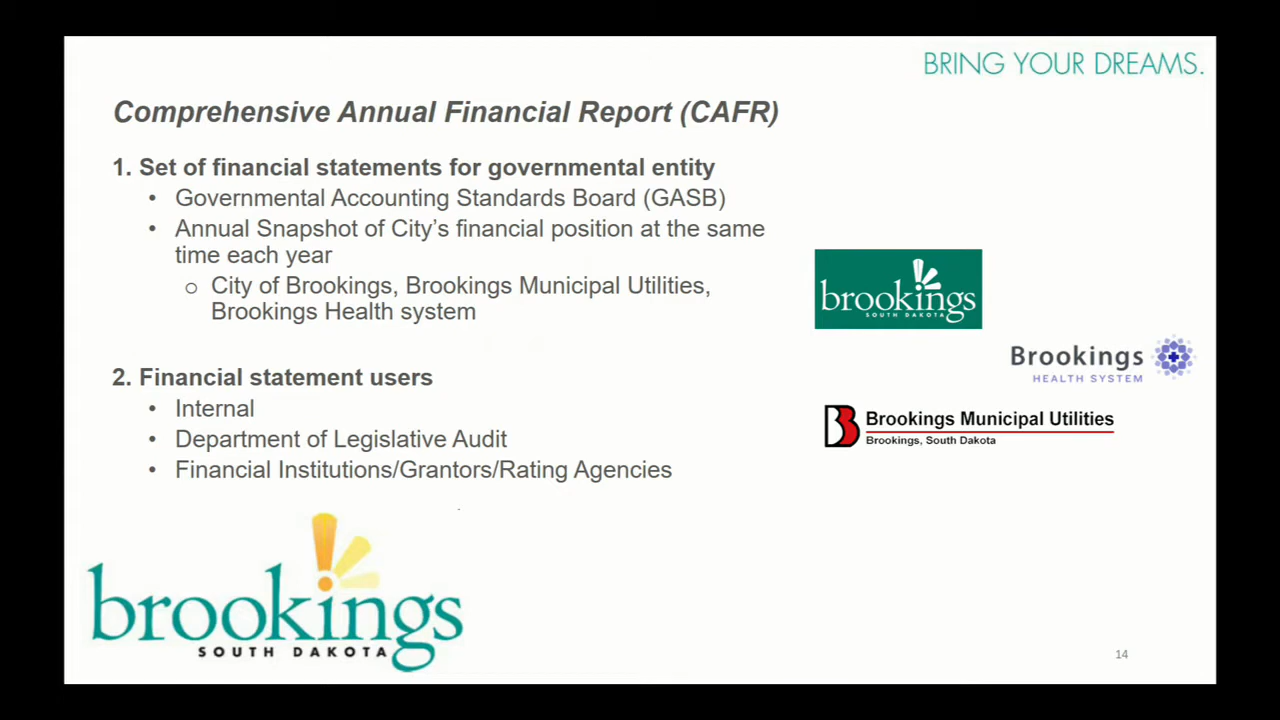 BRING YOUR DREAMS.
Comprehensive Annual Financial Report (CAFR)
1. Set of financial statements for governmental entity
• Governmental Accounting Standards Board (GASB)
• Annual Snapshot of City’s financial position at the same
time each year
o City of Brookings, Brookings Municipal Utilities,
Brookings Health system
2. Financial statement users
• Internal
• Department of Legislative Audit
• Financial Institutions/Grantors/Rating Agencies
brookings
SOUTH DAKOTA
Brookings
HEALTH SYSTEM
Brookings Municipal Utilities
Brookings, South Dakota
brookings
SOUTH DAKOTA
14